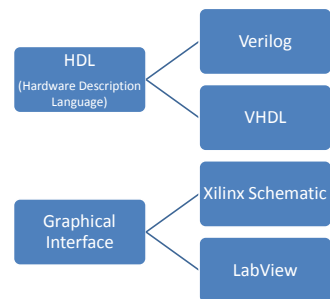 HDL
(Hardware Description
Language)
Verilog
VHDL
Graphical
Interface
Xilinx Schematic
LabView